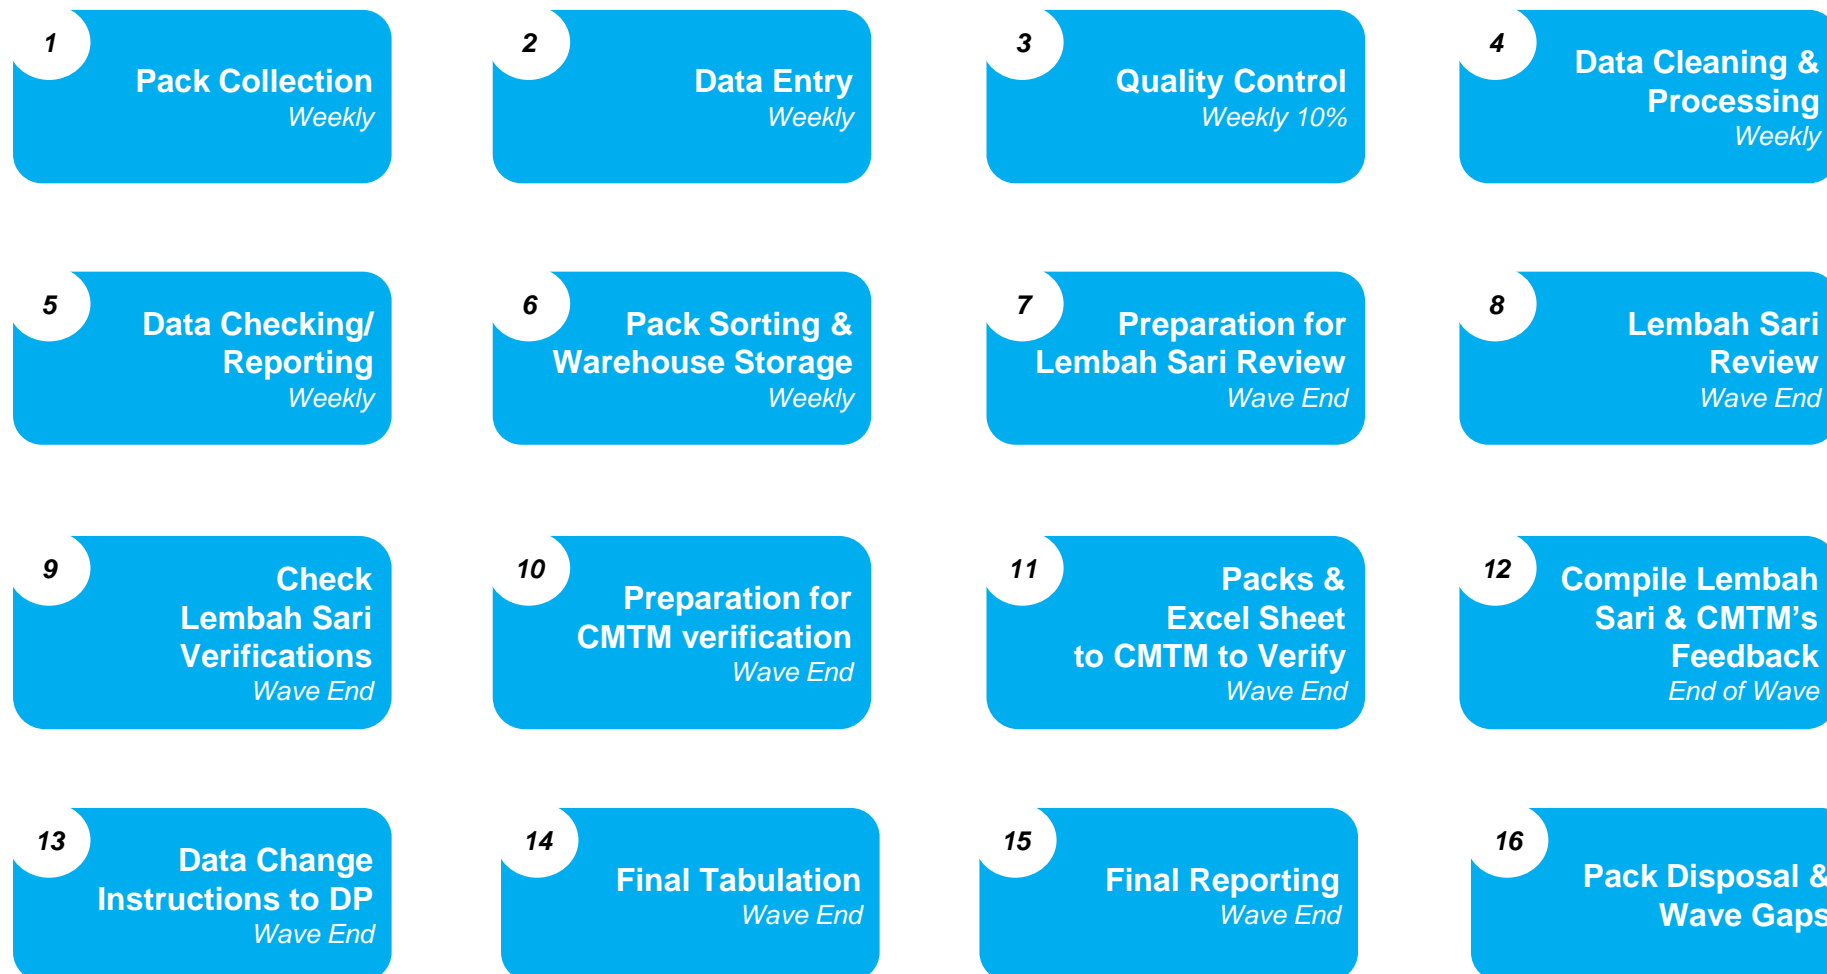 1
Pack Collection
Weekly
2
Data Entry
Weekly
3
Quality Control
Weekly 10%
4
Data Cleaning &
Processing
Weekly
5
Data Checking/
Reporting
Weekly
6
Pack Sorting &
Warehouse Storage
Weekly
7
Preparation for
Lembah Sari Review
Wave End
8
Lembah Sari
Review
Wave End
9
Check
Lembah Sari
Verifications
Wave End
10
Preparation for
CMTM verification
Wave End
11
Packs &
Excel Sheet
to CMTM to Verify
Wave End
12
Compile Lembah
Sari & CMTM's
Feedback
End of Wave
13
Data Change
Instructions to DP
Wave End
14
Final Tabulation
Wave End
15
Final Reporting
Wave End
16
Pack Disposal &
Wave Gaps